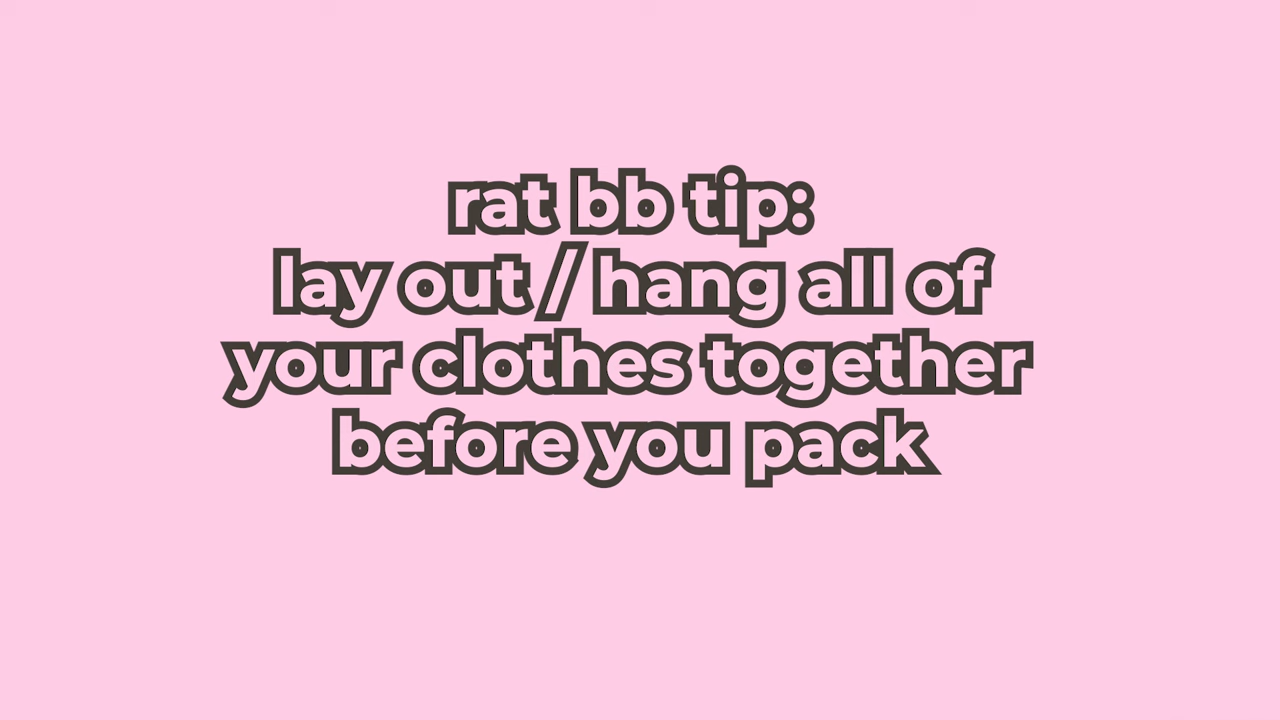 rat bb tip:
lay out / hang all of
your clothes together
before you pack